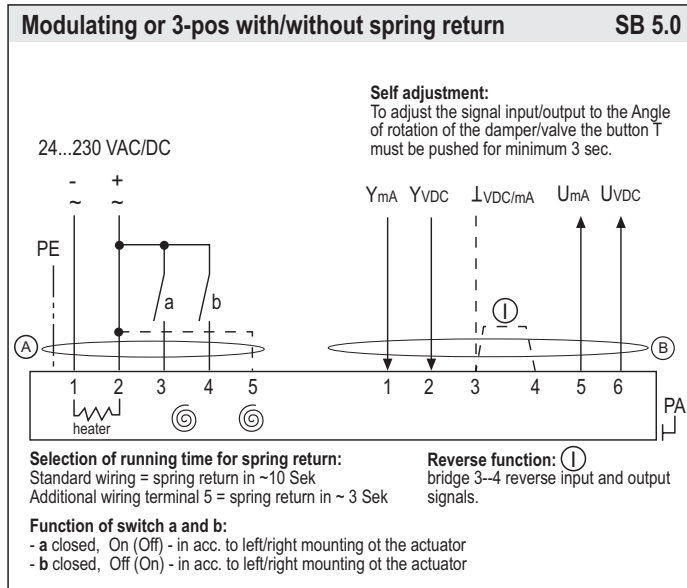 Modulating or 3-pos with/without spring return SB 5.0
Self adjustment:
To adjust the signal input/output to the Angle
of rotation of the damper/valve the button T
must be pushed for minimum 3 sec.
24...230 VAC/DC
- +
~ ~
YmA YVDC ⊥VDC/mA UmA UVDC
PE
a b
I
A B
1 2 3 4 5 1 2 3 4 5 6
heater
PA
Selection of running time for spring return:
Standard wiring = spring return in ~10 Sek
Additional wiring terminal 5 = spring return in ~ 3 Sek
Reverse function: I
bridge 3--4 reverse input and output
signals.
Function of switch a and b:
- a closed, On (Off) - in acc. to left/right mounting ot the actuator
- b closed, Off (On) - in acc. to left/right mounting ot the actuator